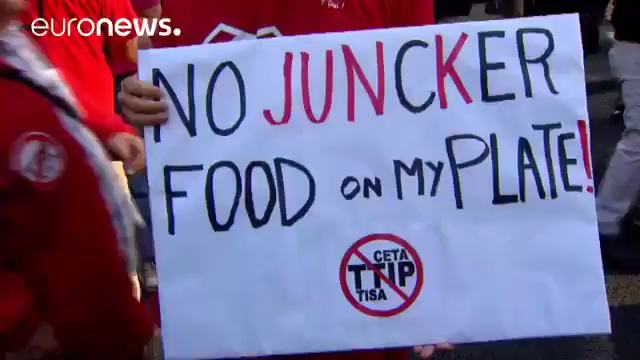 euronews.
NO JUNCKER
FOOD ON MY PLATE!
CETA
TTIP
TISA